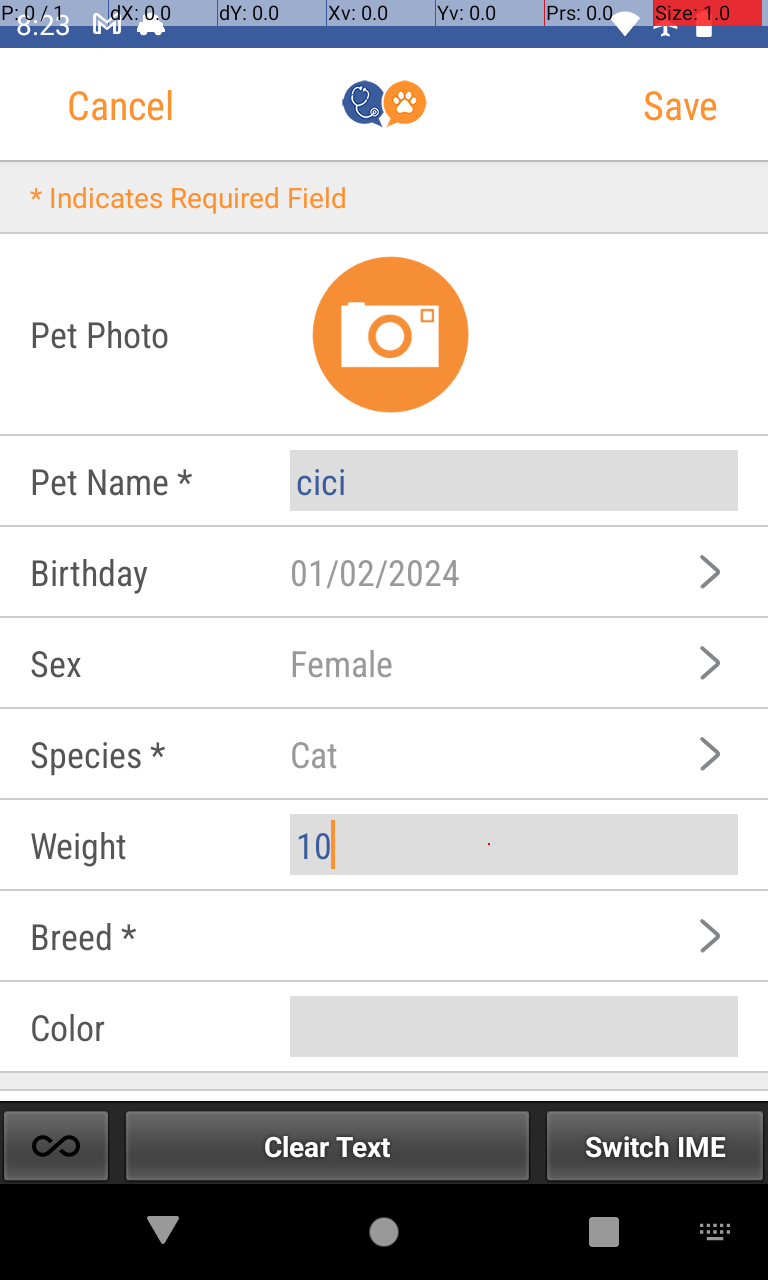 P: 0 / 1 dX: 0.0 dY: 0.0 Xv: 0.0 Yv: 0.0 Prs: 0.0 Size: 1.0
8:23
Cancel Save
* Indicates Required Field
Pet Photo
Pet Name * cici
Birthday 01/02/2024
Sex Female
Species * Cat
Weight 10
Breed *
Color
Clear Text Switch IME